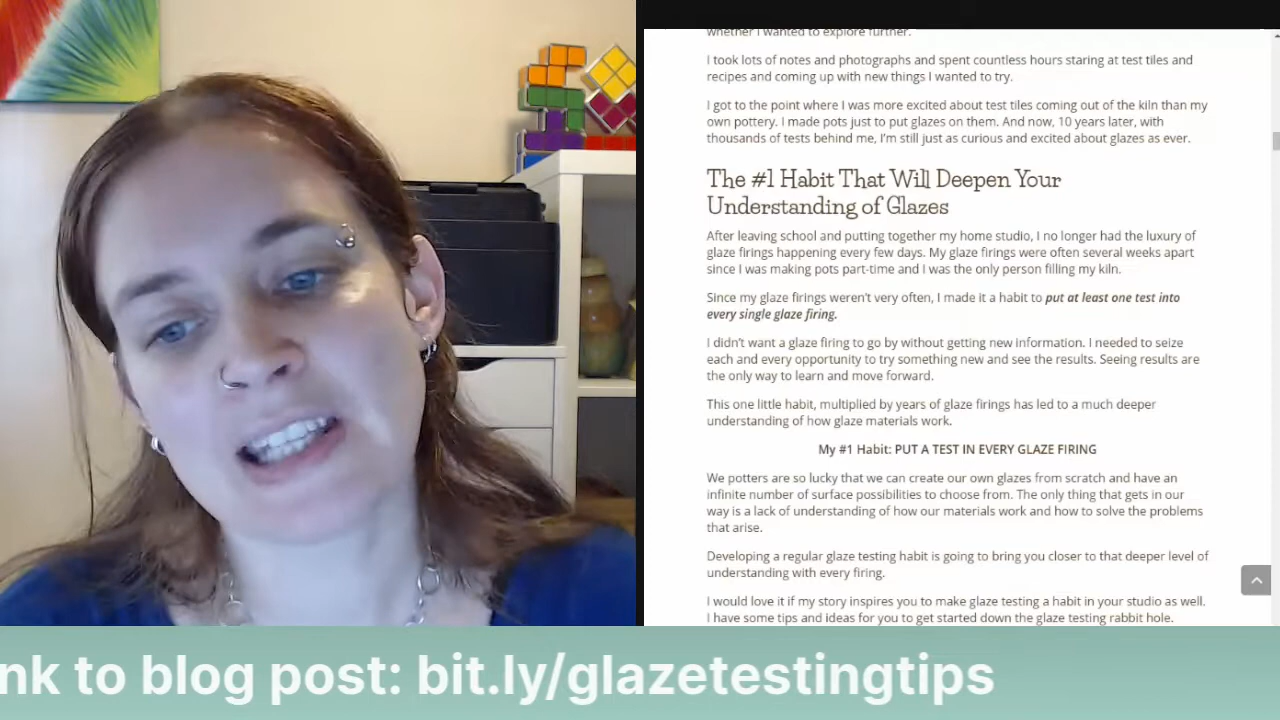 whether I wanted to explore further.
I took lots of notes and photographs and spent countless hours staring at test tiles and
recipes and coming up with new things I wanted to try.
I got to the point where I was more excited about test tiles coming out of the kiln than my
own pottery. I made pots just to put glazes on them. And now, 10 years later, with
thousands of tests behind me, I’m still just as curious and excited about glazes as ever.
The #1 Habit That Will Deepen Your
Understanding of Glazes
After leaving school and putting together my home studio, I no longer had the luxury of
glaze firings happening every few days. My glaze firings were often several weeks apart
since I was making pots part-time and I was the only person filling my kiln.
Since my glaze firings weren’t very often, I made it a habit to put at least one test into
every single glaze firing.
I didn’t want a glaze firing to go by without getting new information. I needed to seize
each and every opportunity to try something new and see the results. Seeing results are
the only way to learn and move forward.
This one little habit, multiplied by years of glaze firings has led to a much deeper
understanding of how glaze materials work.
My #1 Habit: PUT A TEST IN EVERY GLAZE FIRING
We potters are so lucky that we can create our own glazes from scratch and have an
infinite number of surface possibilities to choose from. The only thing that gets in our
way is a lack of understanding of how our materials work and how to solve the problems
that arise.
Developing a regular glaze testing habit is going to bring you closer to that deeper level of
understanding with every firing.
I would love it if my story inspires you to make glaze testing a habit in your studio as well.
I have some tips and ideas for you to get started down the glaze testing rabbit hole.
nk to blog post: bit.ly/glazetestingtips